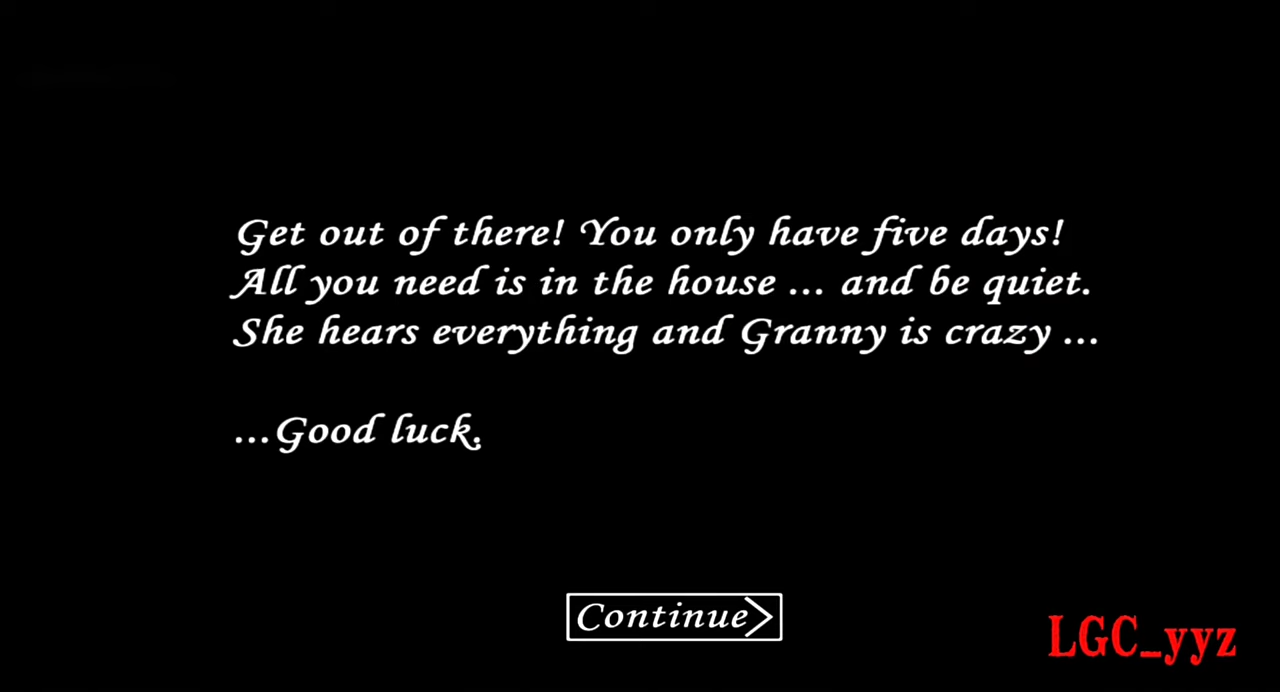 Get out of there! You only have five days!
All you need is in the house ... and be quiet.
She hears everything and Granny is crazy ...
...Good luck.
Continue>
LGC_yyz